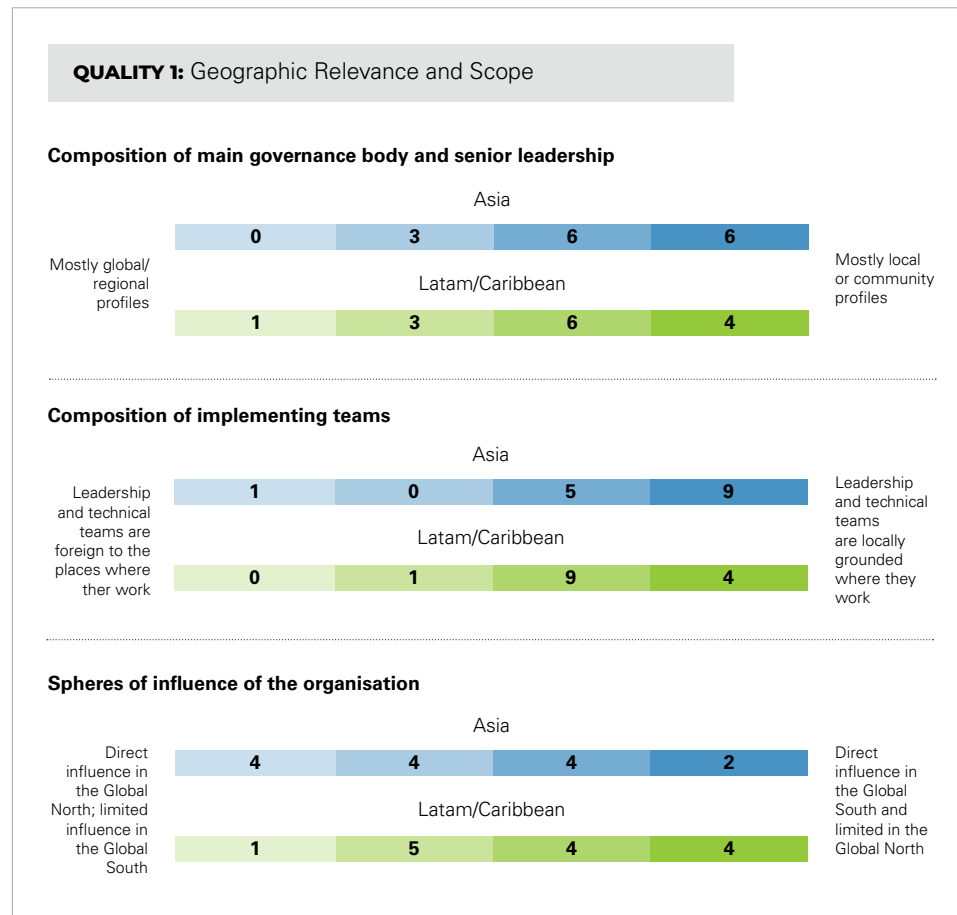 QUALITY 1: Geographic Relevance and Scope
Composition of main governance body and senior leadership
Asia
0 3 6 6
Mostly global/
regional
profiles
Mostly local
or community
profiles
Latam/Caribbean
1 3 6 4
Composition of implementing teams
Asia
1 0 5 9
Leadership
and technical
teams are
foreign to the
places where
ther work
Leadership
and technical
teams
are locally
grounded
where they
work
Latam/Caribbean
0 1 9 4
Spheres of influence of the organisation
Asia
4 4 4 2
Direct
influence in
the Global
North; limited
influence in
the Global
South
Direct
influence in
the Global
South and
limited in the
Global North
Latam/Caribbean
1 5 4 4